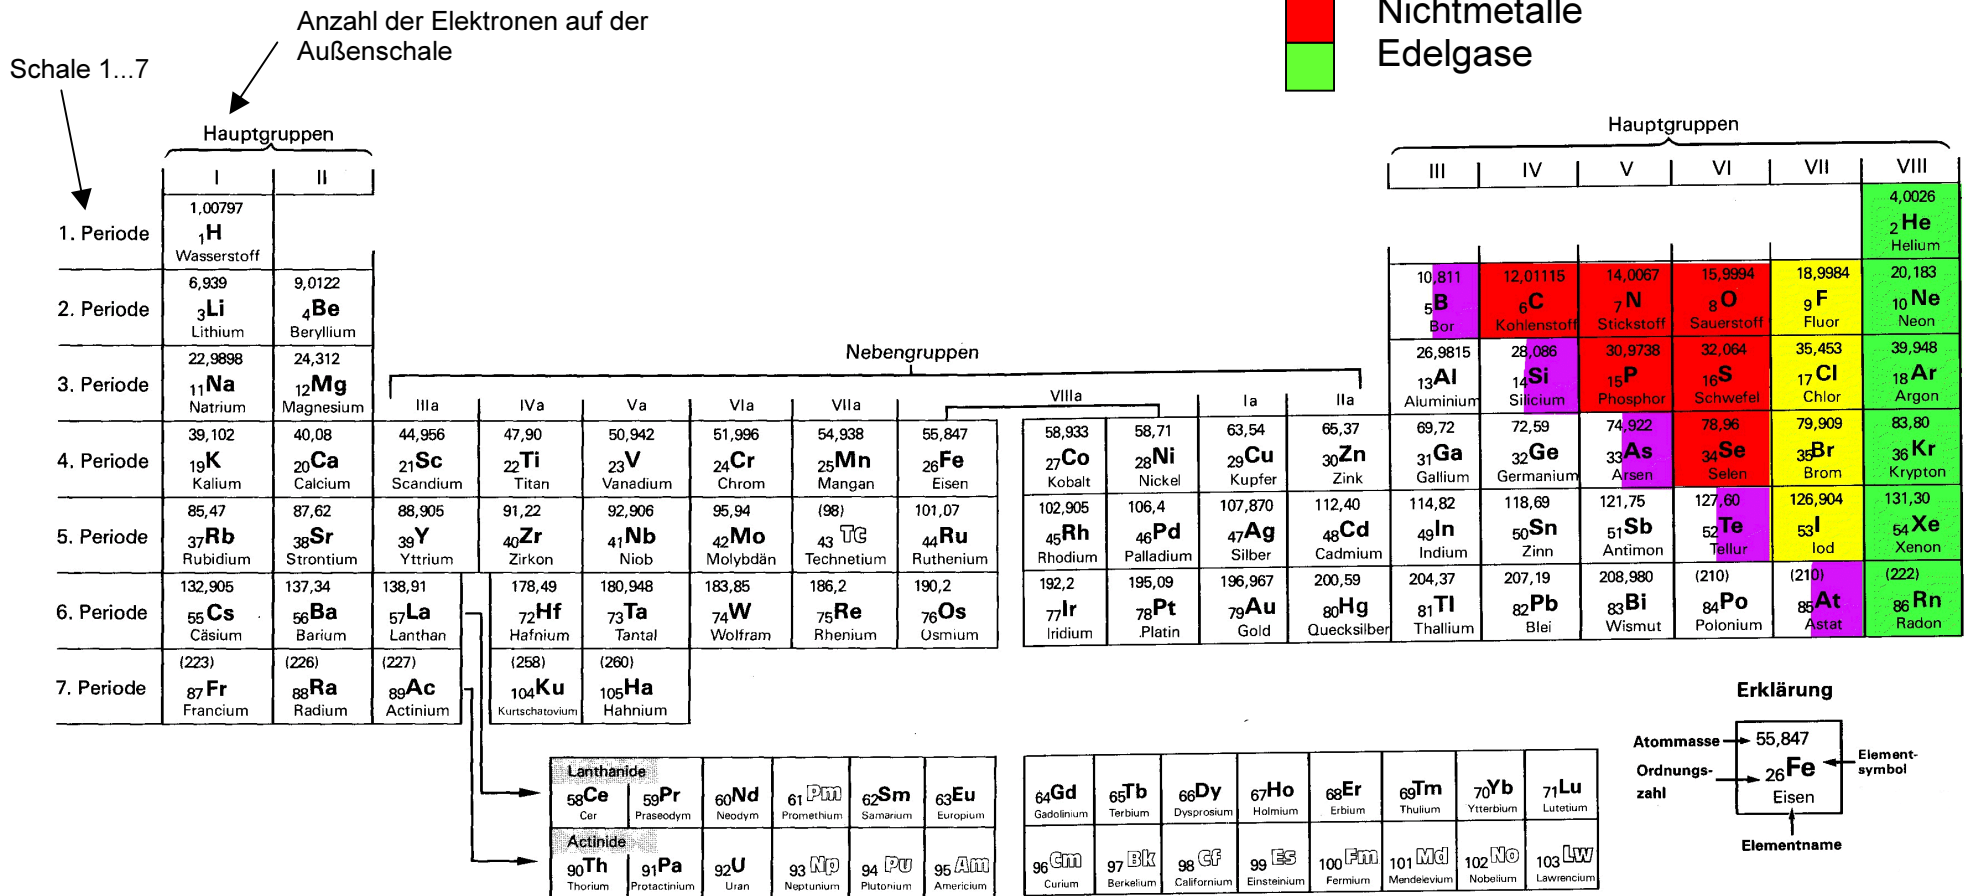 Anzahl der Elektronen auf der
Außenschale
Schale 1...7
Nichtmetalle
Edelgase
Hauptgruppen
Hauptgruppen
I II III IV V VI VII VIII
1. Periode
1,00797 4,0026
1H 2He
Wasserstoff Helium
2. Periode
6,939 9,0122 10,811 12,01115 14,0067 15,9994 18,9984 20,183
3Li 4Be 5B 6C 7N 8O 9F 10Ne
Lithium Beryllium Bor Kohlenstoff Stickstoff Sauerstoff Fluor Neon
Nebengruppen
3. Periode
22,9898 24,312 26,9815 28,086 30,9738 32,064 35,453 39,948
11Na 12Mg 13Al 14Si 15P 16S 17Cl 18Ar
Natrium Magnesium Aluminium Silicium Phosphor Schwefel Chlor Argon
IIIa IVa Va VIa VIIa VIIIa Ia IIa
4. Periode
39,102 40,08 44,956 47,90 50,942 51,996 54,938 55,847 58,933 58,71 63,54 65,37 69,72 72,59 74,922 78,96 79,909 83,80
19K 20Ca 21Sc 22Ti 23V 24Cr 25Mn 26Fe 27Co 28Ni 29Cu 30Zn 31Ga 32Ge 33As 34Se 35Br 36Kr
Kalium Calcium Scandium Titan Vanadium Chrom Mangan Eisen Kobalt Nickel Kupfer Zink Gallium Germanium Arsen Selen Brom Krypton
5. Periode
85,47 87,62 88,905 91,22 92,906 95,94 (98) 101,07 102,905 106,4 107,870 112,40 114,82 118,69 121,75 127,60 126,904 131,30
37Rb 38Sr 39Y 40Zr 41Nb 42Mo 43Tc 44Ru 45Rh 46Pd 47Ag 48Cd 49In 50Sn 51Sb 52Te 53I 54Xe
Rubidium Strontium Yttrium Zirkon Niob Molybdän Technetium Ruthenium Rhodium Palladium Silber Cadmium Indium Zinn Antimon Tellur Iod Xenon
6. Periode
132,905 137,34 138,91 178,49 180,948 183,85 186,2 190,2 192,2 195,09 196,967 200,59 204,37 207,19 208,980 (210) (210) (222)
55Cs 56Ba 57La 72Hf 73Ta 74W 75Re 76Os 77Ir 78Pt 79Au 80Hg 81Tl 82Pb 83Bi 84Po 85At 86Rn
Cäsium Barium Lanthan Hafnium Tantal Wolfram Rhenium Osmium Iridium Platin Gold Quecksilber Thallium Blei Wismut Polonium Astat Radon
7. Periode
(223) (226) (227) (258) (260)
87Fr 88Ra 89Ac 104Ku 105Ha
Francium Radium Actinium Kurtschatovium Hahnium
Lanthanide
58Ce 59Pr 60Nd 61Pm 62Sm 63Eu 64Gd 65Tb 66Dy 67Ho 68Er 69Tm 70Yb 71Lu
Cer Praseodym Neodym Promethium Samarium Europium Gadolinium Terbium Dysprosium Holmium Erbium Thulium Ytterbium Lutetium
Actinide
90Th 91Pa 92U 93Np 94Pu 95Am 96Cm 97Bk 98Cf 99Es 100Fm 101Md 102No 103Lw
Thorium Protactinium Uran Neptunium Plutonium Americium Curium Berkelium Californium Einsteinium Fermium Mendelevium Nobelium Lawrencium
Erklärung
Atommasse 55,847
Ordnungs-
zahl
26Fe
Element-
symbol
Eisen
Elementname